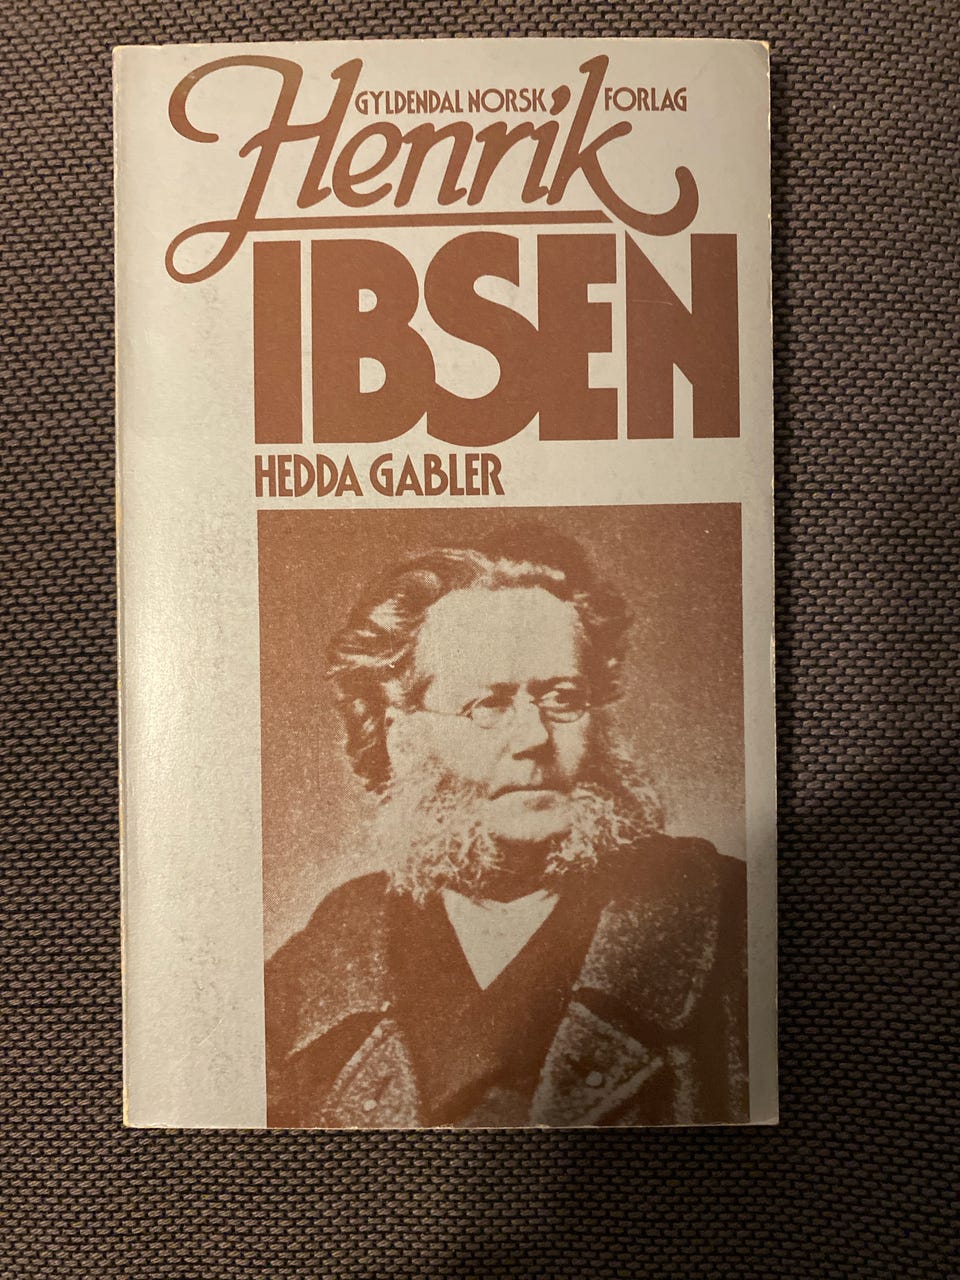 GYLDENDAL NORSK FORLAG
Henrik
IBSEN
HEDDA GABLER